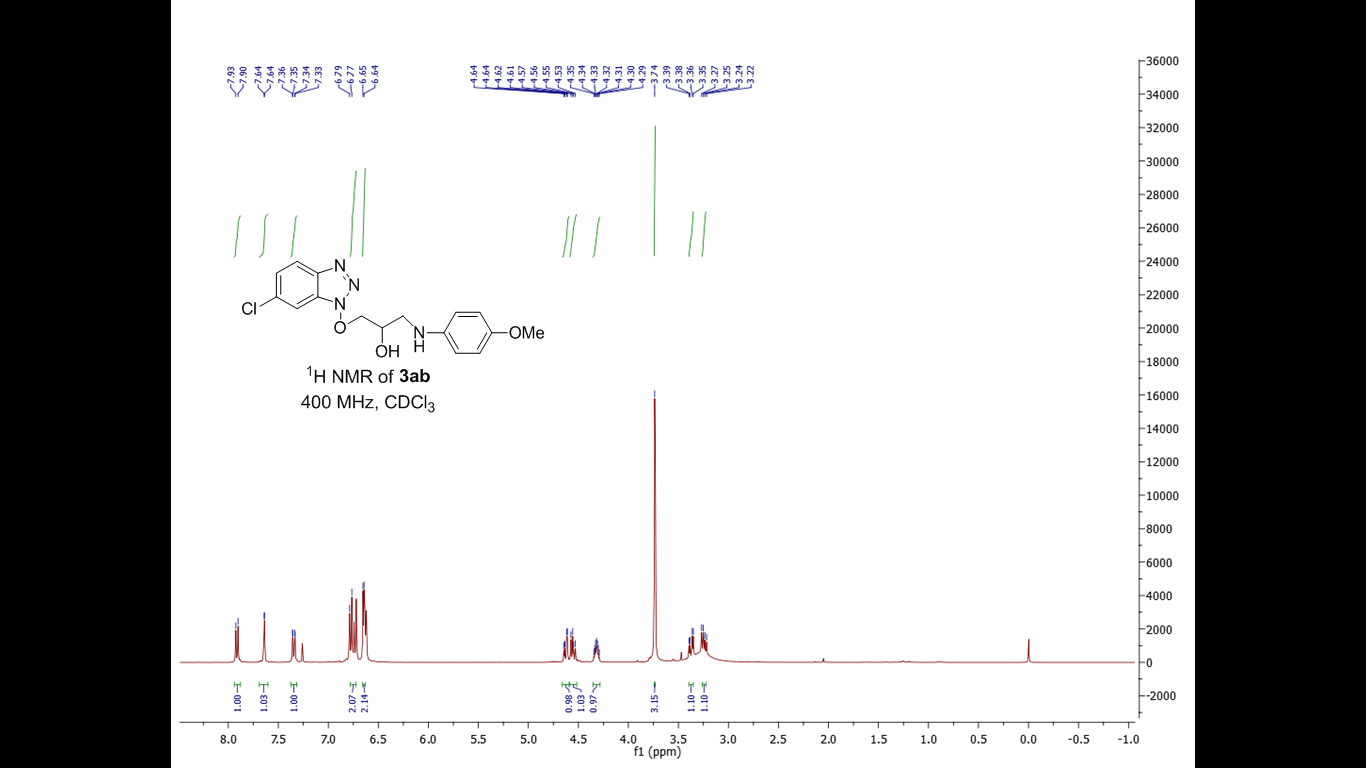 7.93 7.90 7.64 7.64 7.36 7.35 7.34 7.33 6.79 6.77 6.65 6.64 4.64 4.64 4.62 4.61 4.57 4.56 4.55 4.53 4.35 4.34 4.33 4.32 4.31 4.30 4.29 3.74 3.39 3.38 3.36 3.35 3.27 3.25 3.24 3.22
36000
34000
32000
30000
28000
26000
24000
22000
20000
18000
16000
14000
12000
10000
8000
6000
4000
2000
0
-2000
N
N
Cl
N
O
N
H
OMe
OH
¹H NMR of 3ab
400 MHz, CDCl₃
1.00 1.03 1.00 2.07 2.14 0.98 1.03 0.97 3.15 1.10 1.10
8.0 7.5 7.0 6.5 6.0 5.5 5.0 4.5 4.0 3.5 3.0 2.5 2.0 1.5 1.0 0.5 0.0 -0.5 -1.0
f1 (ppm)